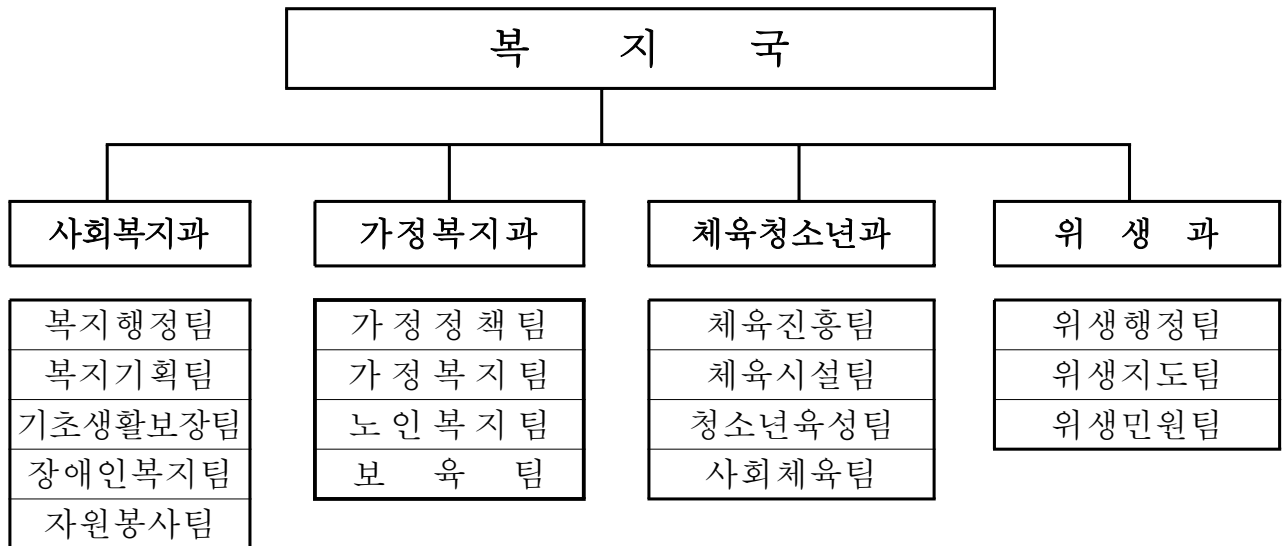 복 지 국
사회복지과
가정복지과
체육청소년과
위 생 과
복지행정팀
복지기획팀
기초생활보장팀
장애인복지팀
자원봉사팀
가정정책팀
가정복지팀
노인복지팀
보 육 팀
체육진흥팀
체육시설팀
청소년육성팀
사회체육팀
위생행정팀
위생지도팀
위생민원팀